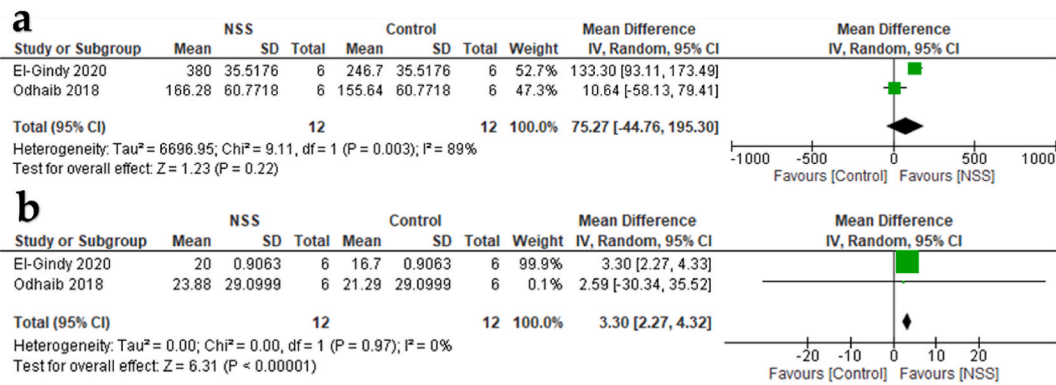 a
NSS Control Mean Difference Mean Difference
Study or Subgroup Mean SD Total Mean SD Total Weight IV, Random, 95% CI IV, Random, 95% CI
El-Gindy 2020 380 35.5176 6 246.7 35.5176 6 52.7% 133.30 [93.11, 173.49]
Odhaib 2018 166.28 60.7718 6 155.64 60.7718 6 47.3% 10.64 [-58.13, 79.41]
Total (95% CI) 12 12 100.0% 75.27 [-44.76, 195.30]
Heterogeneity: Tau² = 6696.95; Chi² = 9.11, df = 1 (P = 0.003); I² = 89%
Test for overall effect: Z = 1.23 (P = 0.22)
-1000 -500 0 500 1000
Favours [Control] Favours [NSS]
b
NSS Control Mean Difference Mean Difference
Study or Subgroup Mean SD Total Mean SD Total Weight IV, Random, 95% CI IV, Random, 95% CI
El-Gindy 2020 20 0.9063 6 16.7 0.9063 6 99.9% 3.30 [2.27, 4.33]
Odhaib 2018 23.88 29.0999 6 21.29 29.0999 6 0.1% 2.59 [-30.34, 35.52]
Total (95% CI) 12 12 100.0% 3.30 [2.27, 4.32]
Heterogeneity: Tau² = 0.00; Chi² = 0.00, df = 1 (P = 0.97); I² = 0%
Test for overall effect: Z = 6.31 (P < 0.00001)
-20 -10 0 10 20
Favours [Control] Favours [NSS]